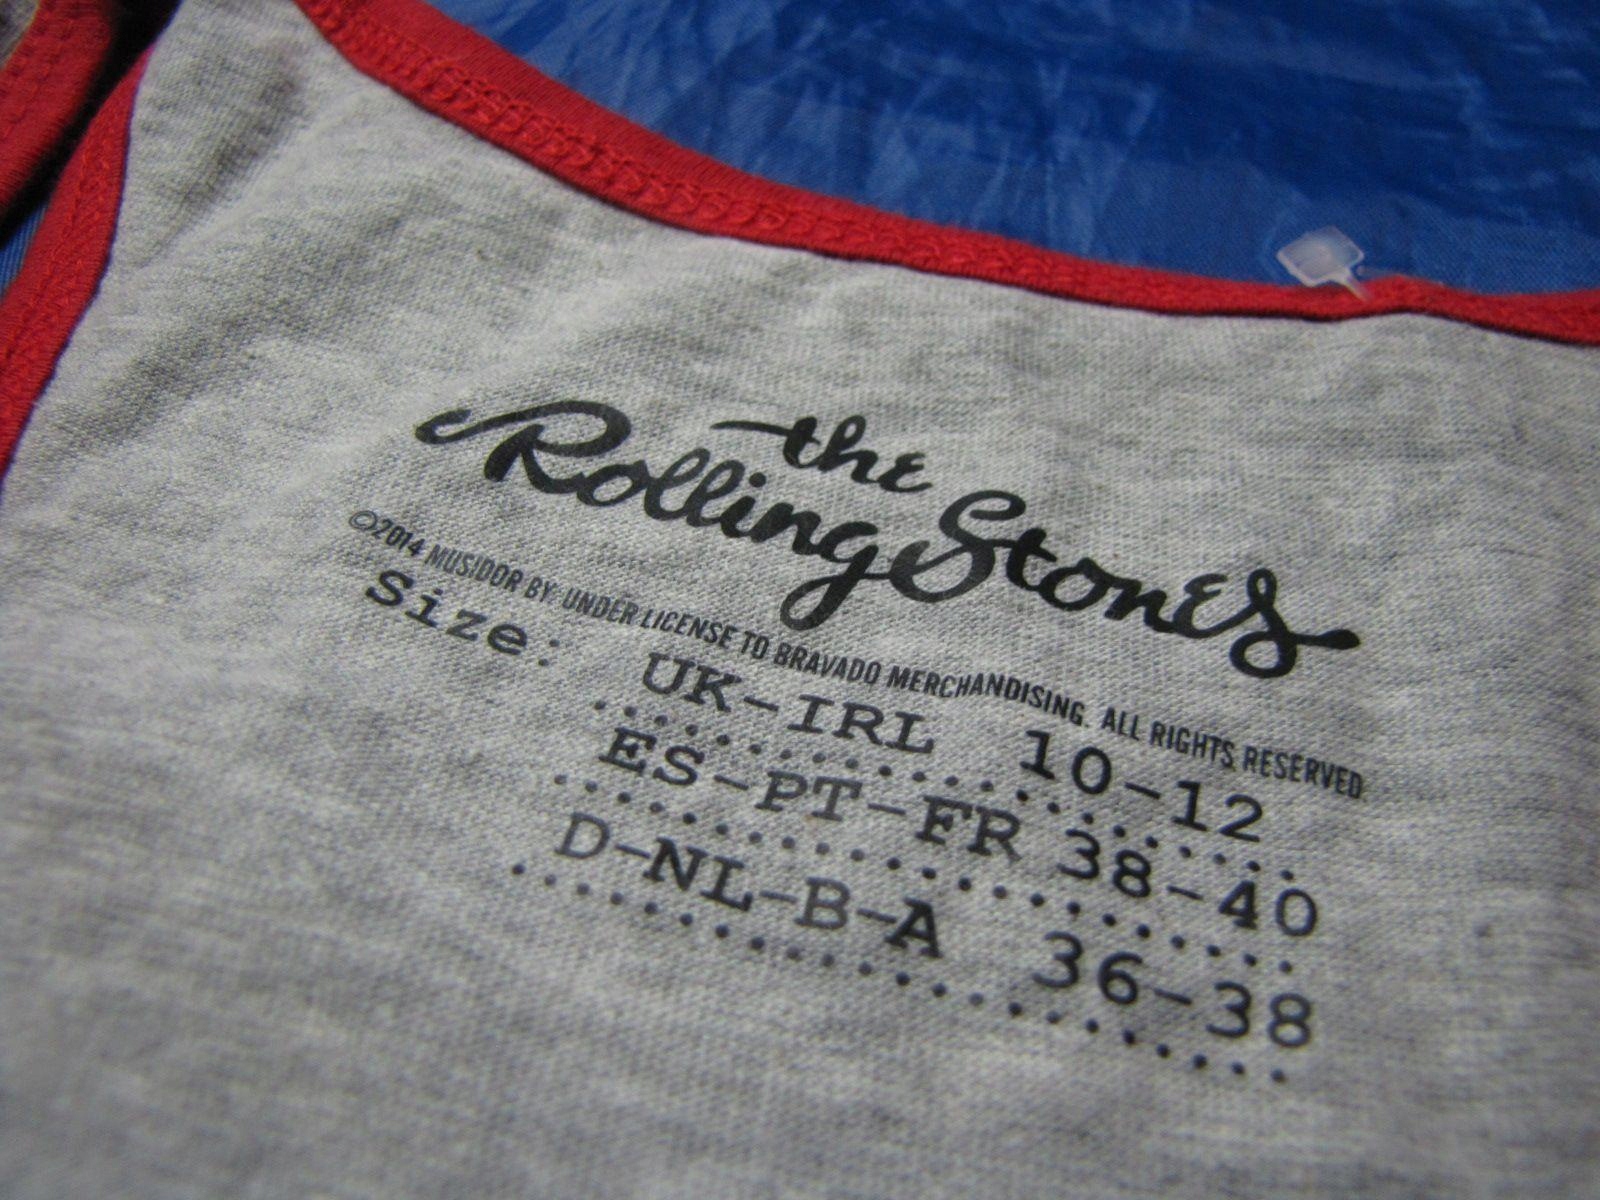 the
Rolling Stones
©2014 MUSIDOR BV. UNDER LICENSE TO BRAVADO MERCHANDISING. ALL RIGHTS RESERVED.
Size: UK-IRL 10-12
ES-PT-FR 38-40
D-NL-B-A 36-38